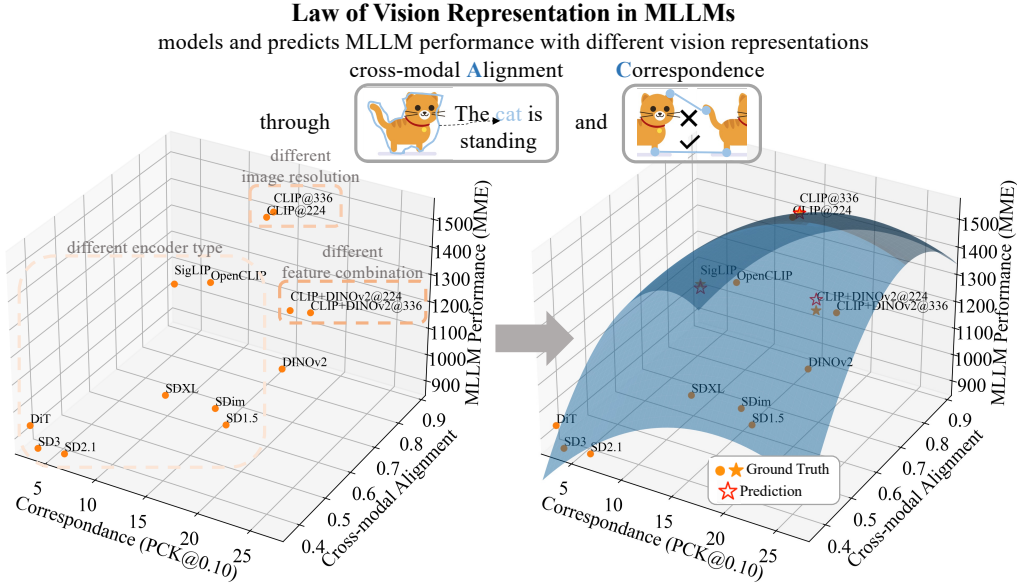 Law of Vision Representation in MLLMs
models and predicts MLLM performance with different vision representations
cross-modal Alignment
Correspondence
through
The cat is
standing
and
different
image resolution
CLIP@336
CLIP@224
different encoder type
different
feature combination
SigLIP
OpenCLIP
CLIP+DINOv2@224
CLIP+DINOv2@336
DINOv2
SDXL
SDim
SD1.5
DiT
SD3
SD2.1
1500
1400
1300
1200
1100
1000
900
MLLM Performance (MME)
0.9
0.8
0.7
0.6
0.5
0.4
Cross-modal Alignment
5
10
15
20
25
Correspondance (PCK@0.10)
CLIP@336
CLIP@224
SigLIP
OpenCLIP
CLIP+DINOv2@224
CLIP+DINOv2@336
DINOv2
SDXL
SDim
SD1.5
DiT
SD3
SD2.1
1500
1400
1300
1200
1100
1000
900
MLLM Performance (MME)
0.9
0.8
0.7
0.6
0.5
0.4
Cross-modal Alignment
5
10
15
20
25
Correspondance (PCK@0.10)
Ground Truth
Prediction